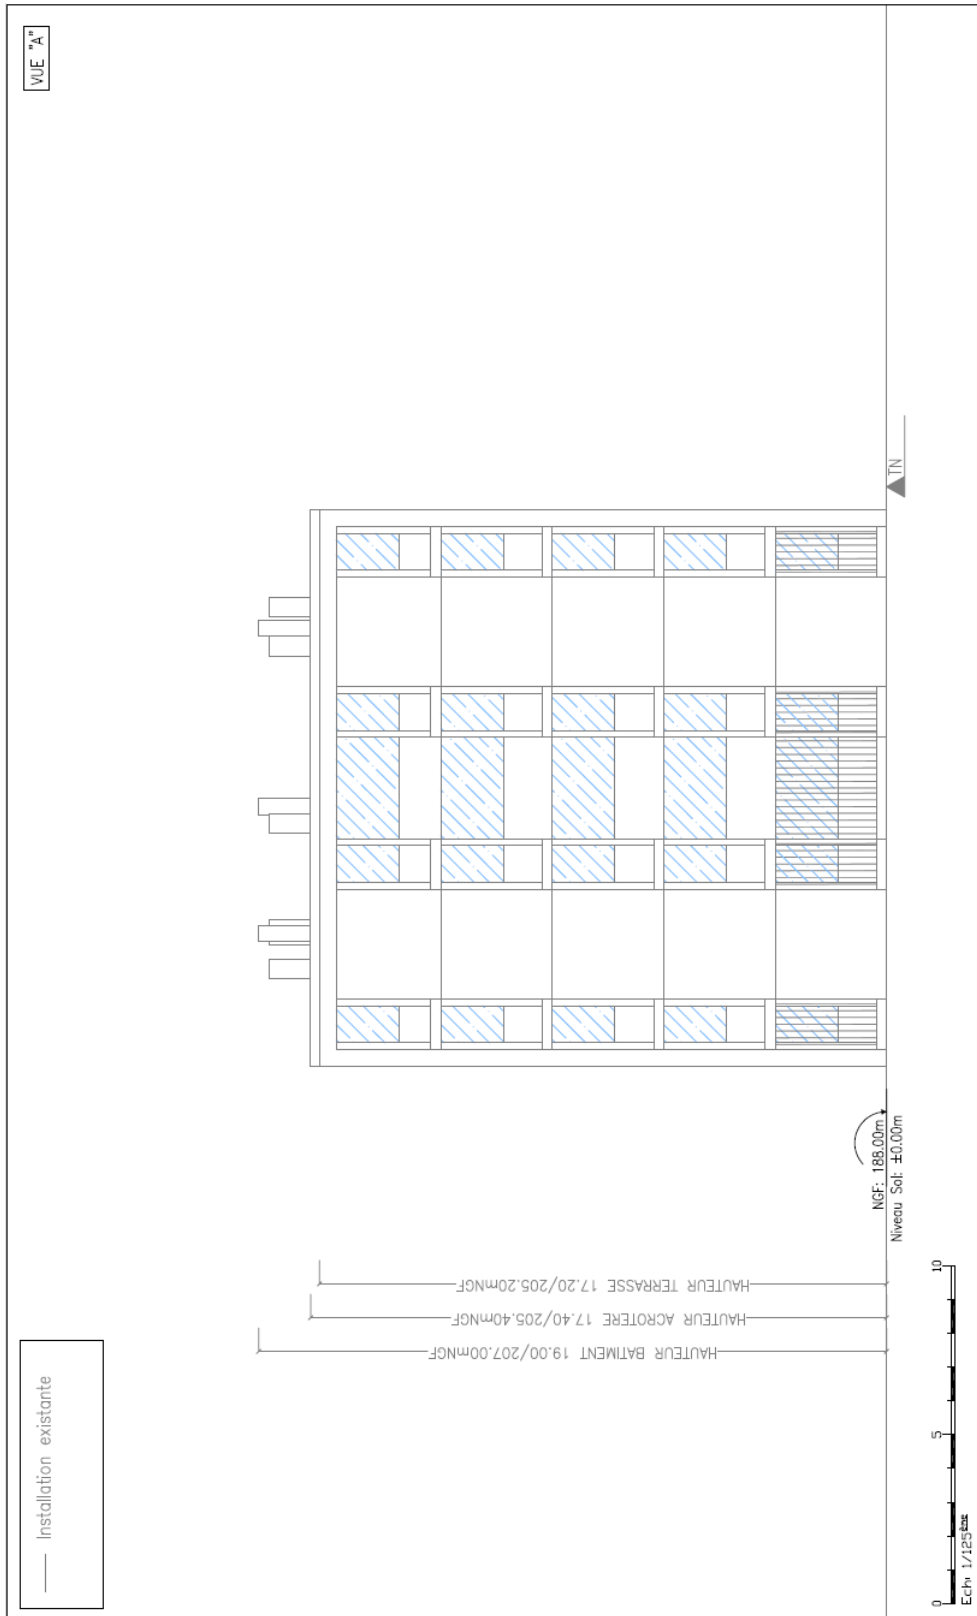 VUE "A"
Installation existante
HAUTEUR BATIMENT 19.00/207.00mNGF
HAUTEUR ACROTERE 17.40/205.40mNGF
HAUTEUR TERRASSE 17.20/205.20mNGF
NGF: 188.00m
Niveau Sol: ±0.00m
TN
0 5 10
Ech: 1/125ème